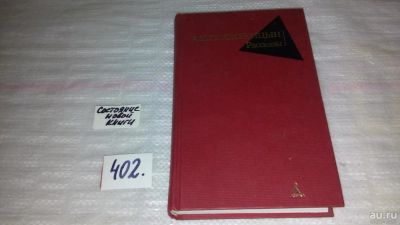 Рассказы
Состояние
новой
книги
402.
au.ru